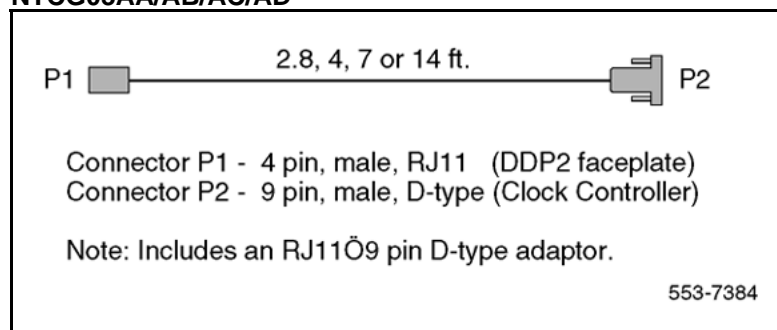 2.8, 4, 7 or 14 ft.
P1 P2
Connector P1 - 4 pin, male, RJ11 (DDP2 faceplate)
Connector P2 - 9 pin, male, D-type (Clock Controller)
Note: Includes an RJ11Ö9 pin D-type adaptor.
553-7384